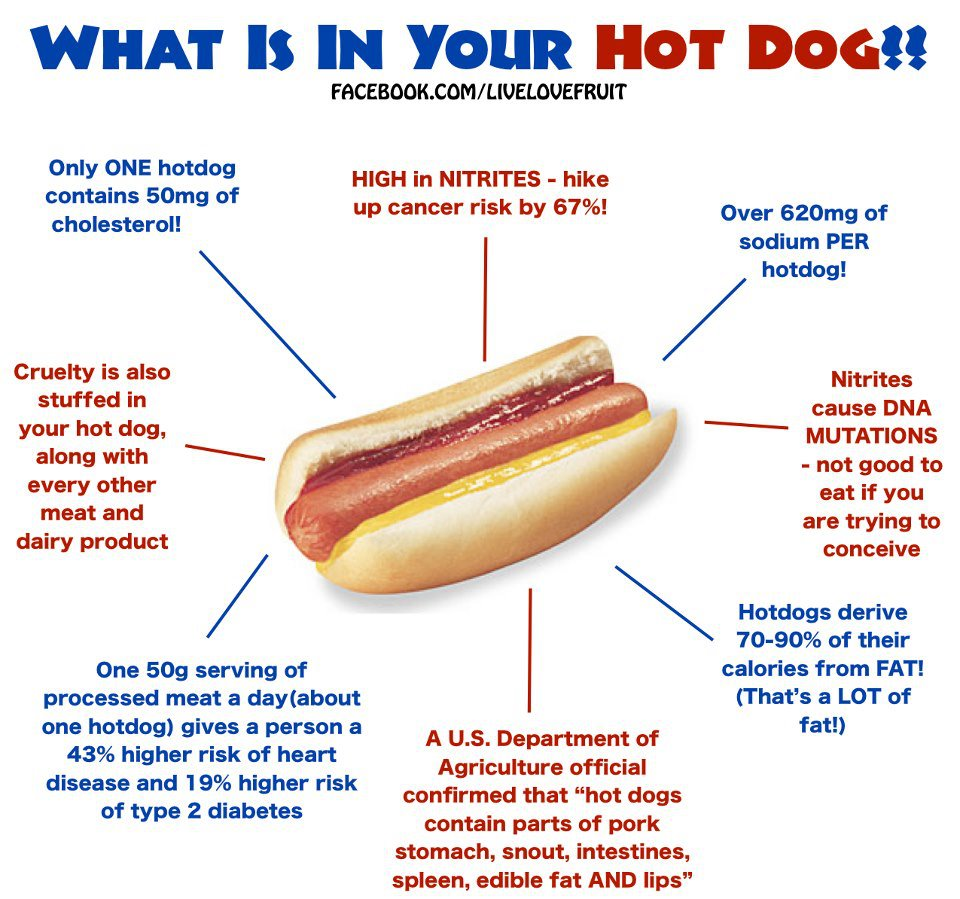 WHAT IS IN YOUR HOT DOG!!
FACEBOOK.COM/LIVELOVEFRUIT
Only ONE hotdog
contains 50mg of
cholesterol!
HIGH in NITRITES - hike
up cancer risk by 67%!
Over 620mg of
sodium PER
hotdog!
Cruelty is also
stuffed in
your hot dog,
along with
every other
meat and
dairy product
Nitrites
cause DNA
MUTATIONS
- not good to
eat if you
are trying to
conceive
One 50g serving of
processed meat a day(about
one hotdog) gives a person a
43% higher risk of heart
disease and 19% higher risk
of type 2 diabetes
A U.S. Department of
Agriculture official
confirmed that “hot dogs
contain parts of pork
stomach, snout, intestines,
spleen, edible fat AND lips”
Hotdogs derive
70-90% of their
calories from FAT!
(That’s a LOT of
fat!)